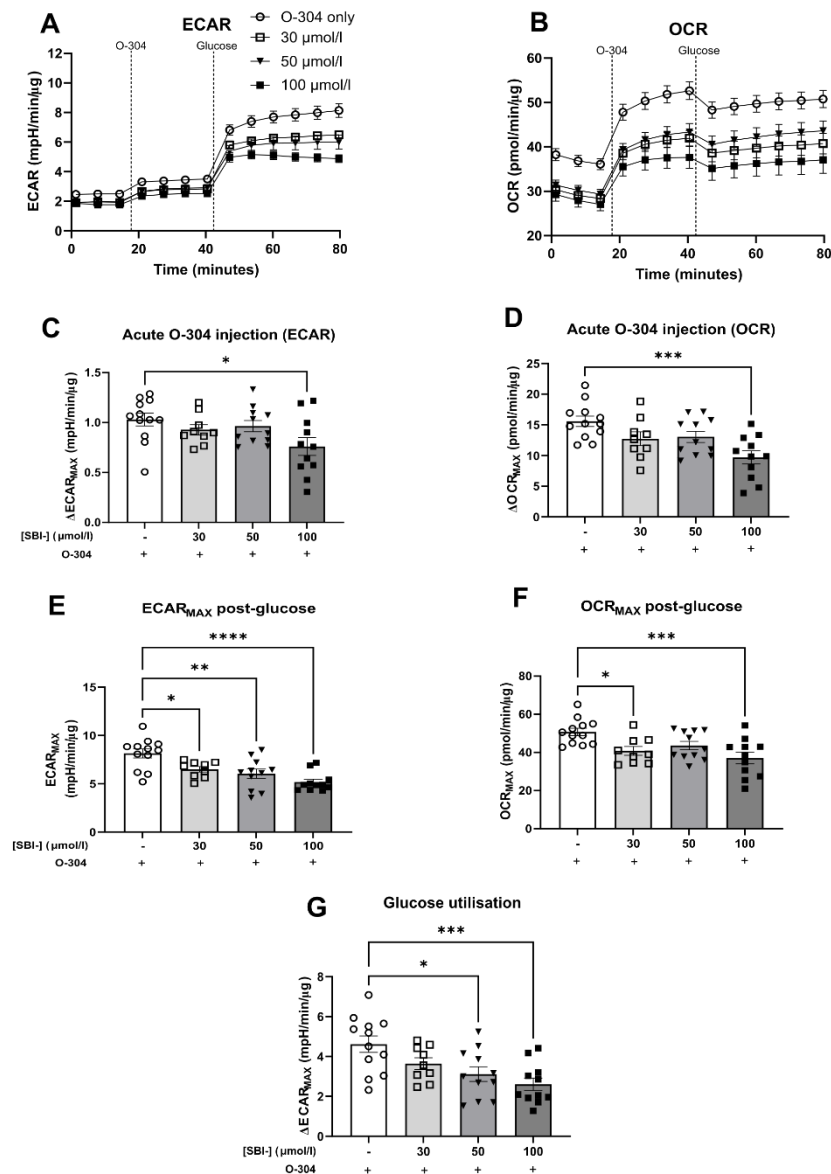 A
ECAR
O-304 only
30 µmol/l
50 µmol/l
100 µmol/l
O-304
Glucose
ECAR (mpH/min/µg)
10
8
6
4
2
0
0 20 40 60 80
Time (minutes)
B
OCR
O-304
Glucose
OCR (pmol/min/µg)
60
50
40
30
20
0 20 40 60 80
Time (minutes)
C
Acute O-304 injection (ECAR)
*
ΔECARMAX (mpH/min/µg)
1.5
1.0
0.5
0.0
[SBI-] (µmol/l) - 30 50 100
O-304 + + + +
D
Acute O-304 injection (OCR)
***
ΔOCRMAX (pmol/min/µg)
25
20
15
10
5
0
- 30 50 100
+ + + +
E
ECARMAX post-glucose
****
**
*
ECARMAX
(mpH/min/µg)
15
10
5
0
[SBI-] (µmol/l) - 30 50 100
O-304 + + + +
F
OCRMAX post-glucose
***
*
OCRMAX (pmol/min/µg)
80
60
40
20
0
- 30 50 100
+ + + +
G
Glucose utilisation
***
*
ΔECARMAX (mpH/min/µg)
8
6
4
2
0
[SBI-] (µmol/l) - 30 50 100
O-304 + + + +